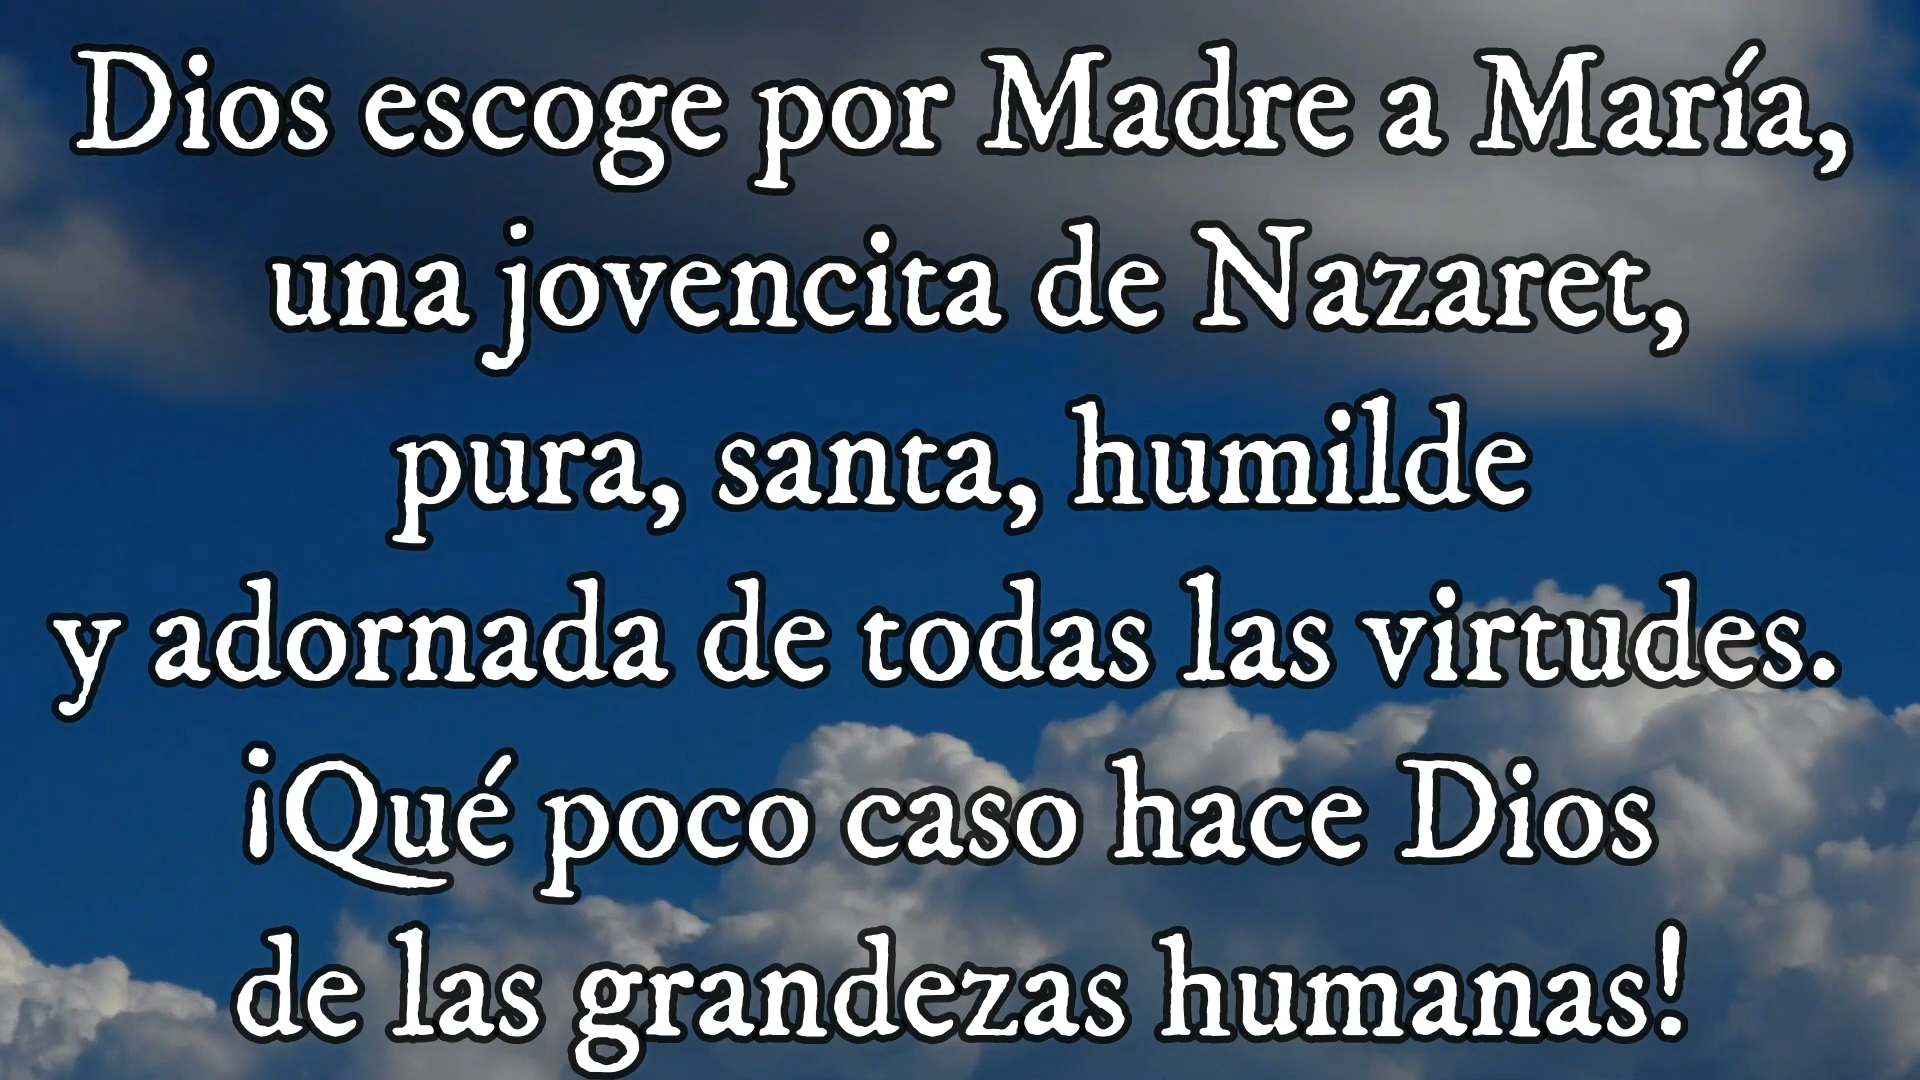 Dios escoge por Madre a María,
una jovencita de Nazaret,
pura, santa, humilde
y adornada de todas las virtudes.
¡Qué poco caso hace Dios
de las grandezas humanas!